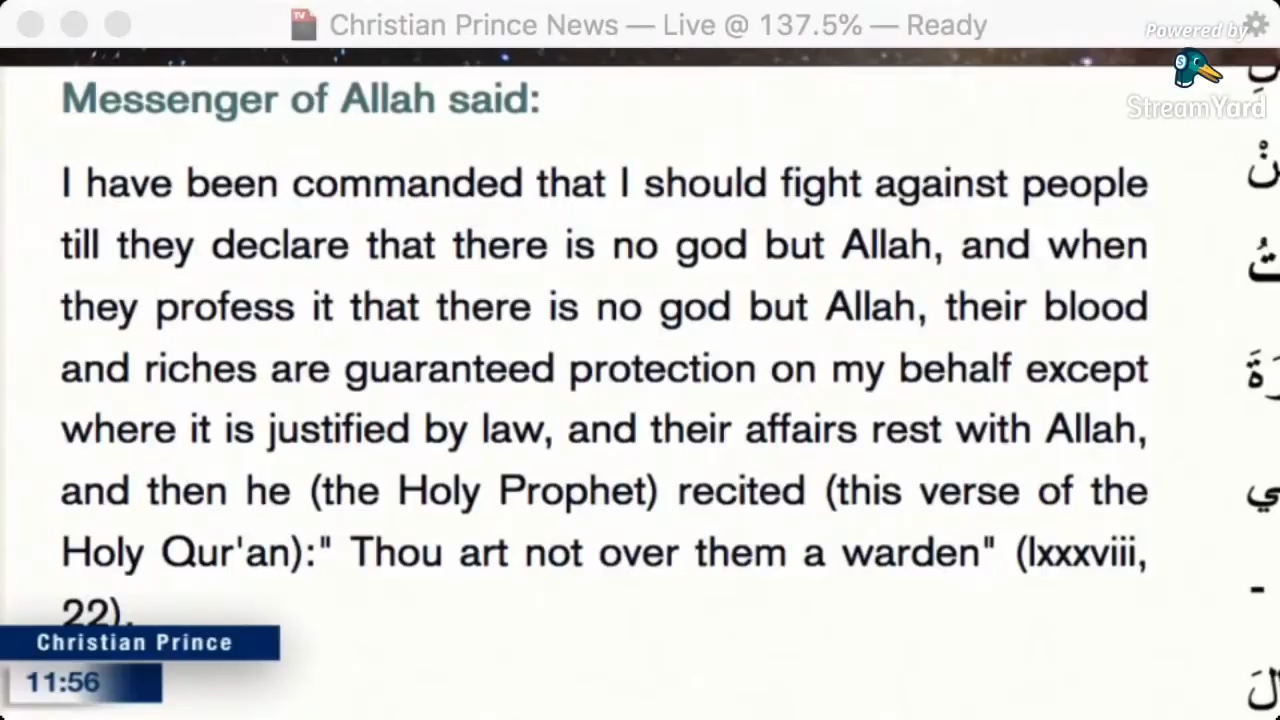 Christian Prince News — Live @ 137.5% — Ready
Powered by
StreamYard
Messenger of Allah said:
I have been commanded that I should fight against people
till they declare that there is no god but Allah, and when
they profess it that there is no god but Allah, their blood
and riches are guaranteed protection on my behalf except
where it is justified by law, and their affairs rest with Allah,
and then he (the Holy Prophet) recited (this verse of the
Holy Qur'an):" Thou art not over them a warden" (lxxxviii,
22).
Christian Prince
11:56